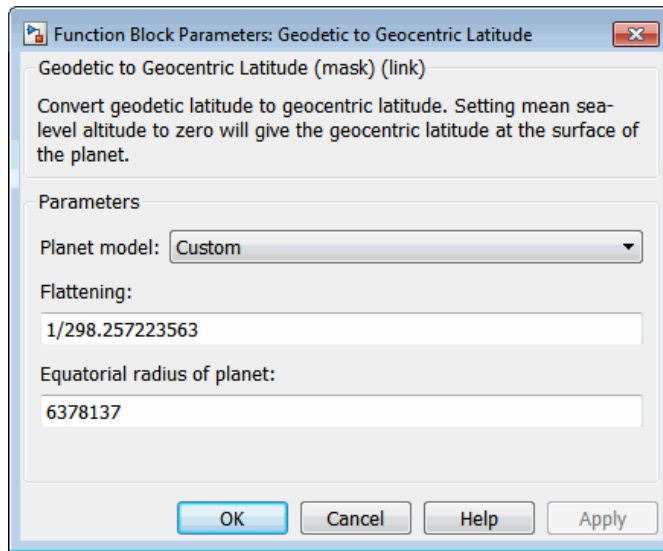 Function Block Parameters: Geodetic to Geocentric Latitude
Geodetic to Geocentric Latitude (mask) (link)
Convert geodetic latitude to geocentric latitude. Setting mean sea-
level altitude to zero will give the geocentric latitude at the surface of
the planet.
Parameters
Planet model: Custom
Flattening:
1/298.257223563
Equatorial radius of planet:
6378137
OK Cancel Help Apply